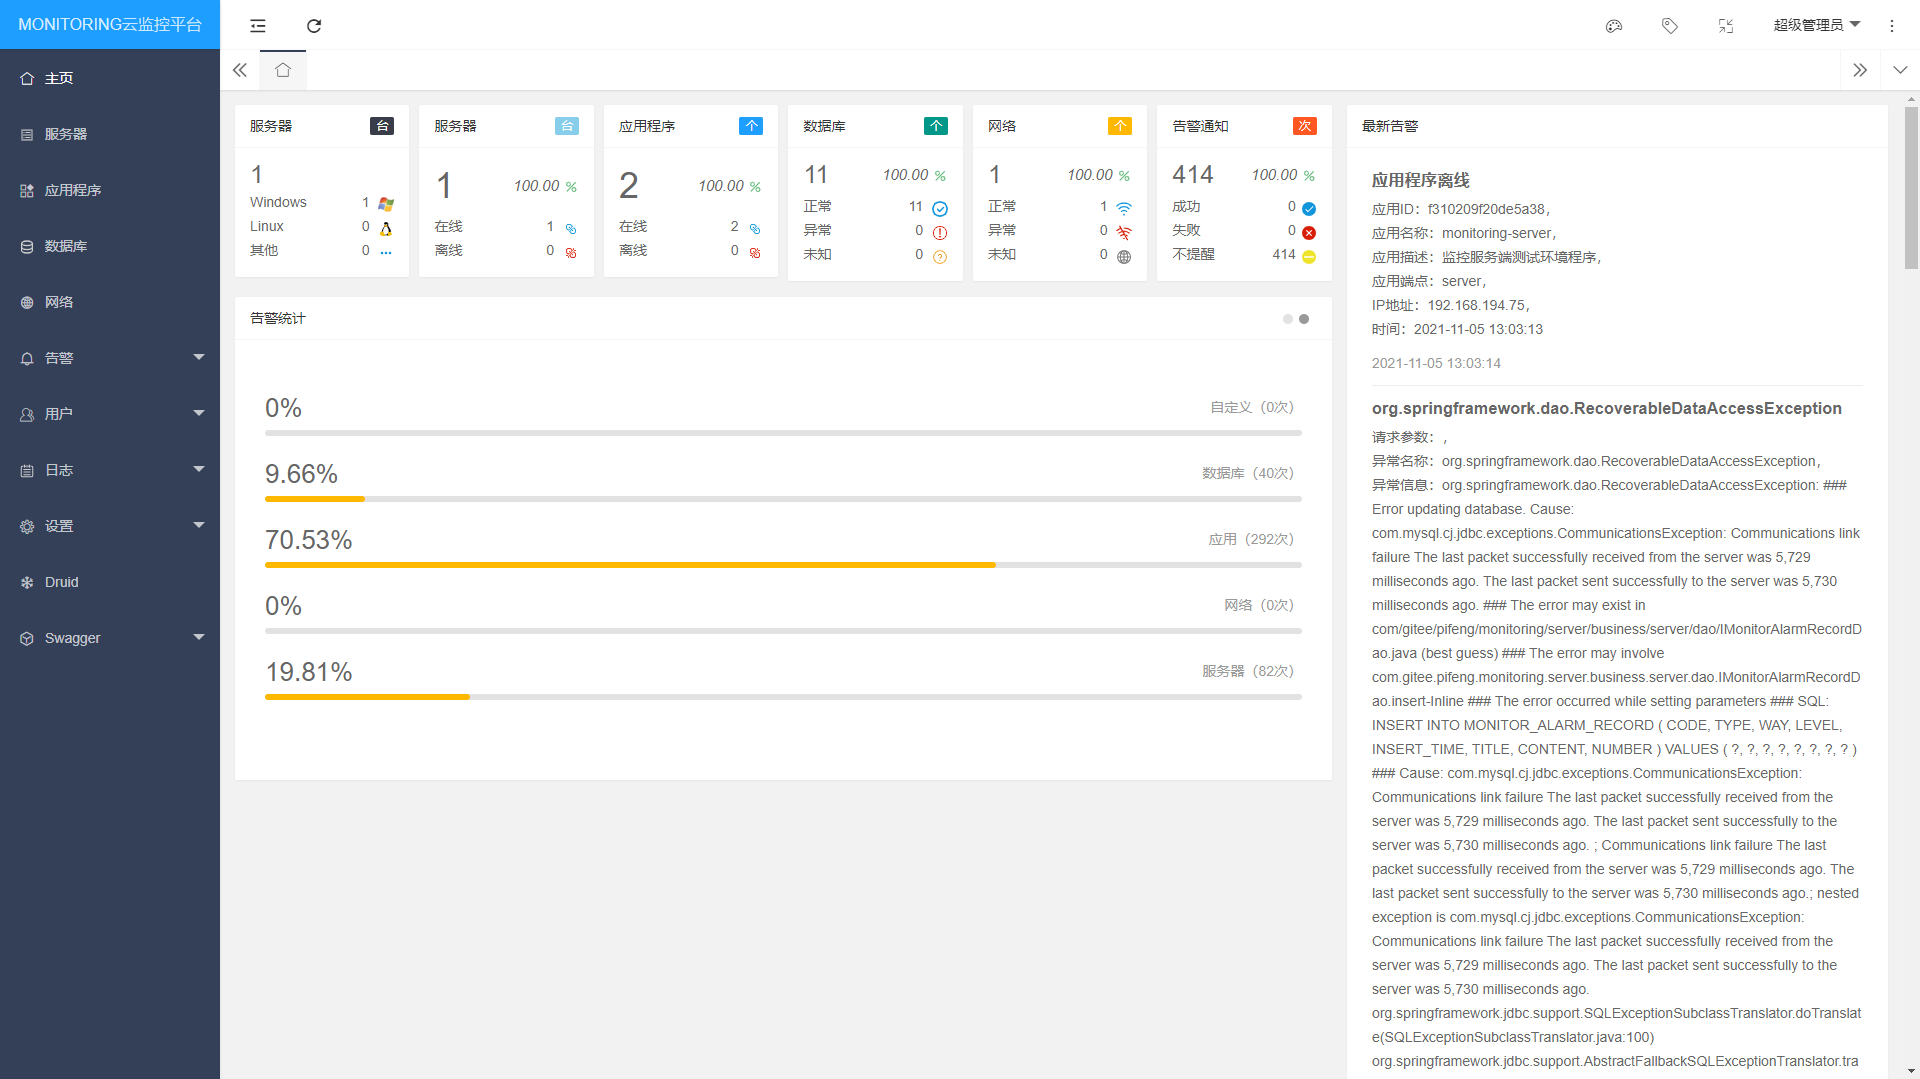 MONITORING云监控平台
超级管理员
主页
服务器
应用程序
数据库
网络
告警
用户
日志
设置
Druid
Swagger
服务器 台
1
Windows 1
Linux 0
其他 0
服务器 台
1 100.00 %
在线 1
离线 0
应用程序 个
2 100.00 %
在线 2
离线 0
数据库 个
11 100.00 %
正常 11
异常 0
未知 0
网络 个
1 100.00 %
正常 1
异常 0
未知 0
告警通知 次
414 100.00 %
成功 0
失败 0
不提醒 414
告警统计
0% 自定义（0次）
9.66% 数据库（40次）
70.53% 应用（292次）
0% 网络（0次）
19.81% 服务器（82次）
最新告警
应用程序离线
应用ID：f310209f20de5a38，
应用名称：monitoring-server，
应用描述：监控服务端测试环境程序，
应用端点：server，
IP地址：192.168.194.75，
时间：2021-11-05 13:03:13
2021-11-05 13:03:14
org.springframework.dao.RecoverableDataAccessException
请求参数：，
异常名称：org.springframework.dao.RecoverableDataAccessException，
异常信息：org.springframework.dao.RecoverableDataAccessException: ###
Error updating database. Cause:
com.mysql.cj.jdbc.exceptions.CommunicationsException: Communications link
failure The last packet successfully received from the server was 5,729
milliseconds ago. The last packet sent successfully to the server was 5,730
milliseconds ago. ### The error may exist in
com/gitee/pifeng/monitoring/server/business/server/dao/IMonitorAlarmRecordD
ao.java (best guess) ### The error may involve
com.gitee.pifeng.monitoring.server.business.server.dao.IMonitorAlarmRecordD
ao.insert-Inline ### The error occurred while setting parameters ### SQL:
INSERT INTO MONITOR_ALARM_RECORD ( CODE, TYPE, WAY, LEVEL,
INSERT_TIME, TITLE, CONTENT, NUMBER ) VALUES ( ?, ?, ?, ?, ?, ?, ?, ? )
### Cause: com.mysql.cj.jdbc.exceptions.CommunicationsException:
Communications link failure The last packet successfully received from the
server was 5,729 milliseconds ago. The last packet sent successfully to the
server was 5,730 milliseconds ago. ; Communications link failure The last
packet successfully received from the server was 5,729 milliseconds ago. The
last packet sent successfully to the server was 5,730 milliseconds ago.; nested
exception is com.mysql.cj.jdbc.exceptions.CommunicationsException:
Communications link failure The last packet successfully received from the
server was 5,729 milliseconds ago. The last packet sent successfully to the
server was 5,730 milliseconds ago.
org.springframework.jdbc.support.SQLExceptionSubclassTranslator.doTranslat
e(SQLExceptionSubclassTranslator.java:100)
org.springframework.jdbc.support.AbstractFallbackSQLExceptionTranslator.tra